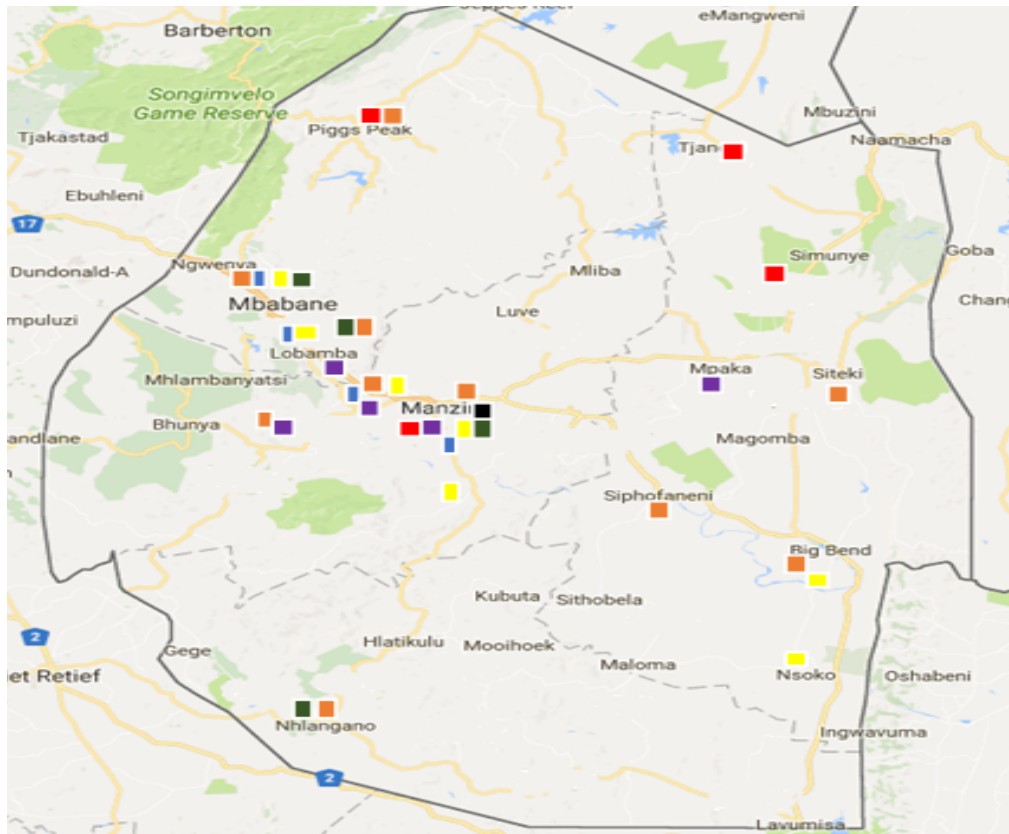 Barberton
eMangweni
Songimvelo
Game Reserve
Mbuzini
Tjakastad
Piggs Peak
Tjan
Naamacha
Ebuhleni
17
Ngwenya
Simunye
Goba
Dundonald-A
Mliba
Chang
Mbabane
mpuluzi
Luve
Lobamba
Mpaka
Siteki
Mhlambanyatsi
Manzi
Bhunya
andlane
Magomba
Siphofaneni
Big Bend
Kubuta
Sithobela
2
Hlatikulu
Mooihoek
Gege
Maloma
et Retief
Nsoko
Oshabeni
Nhlangano
Ingwavuma
2
Lavumisa